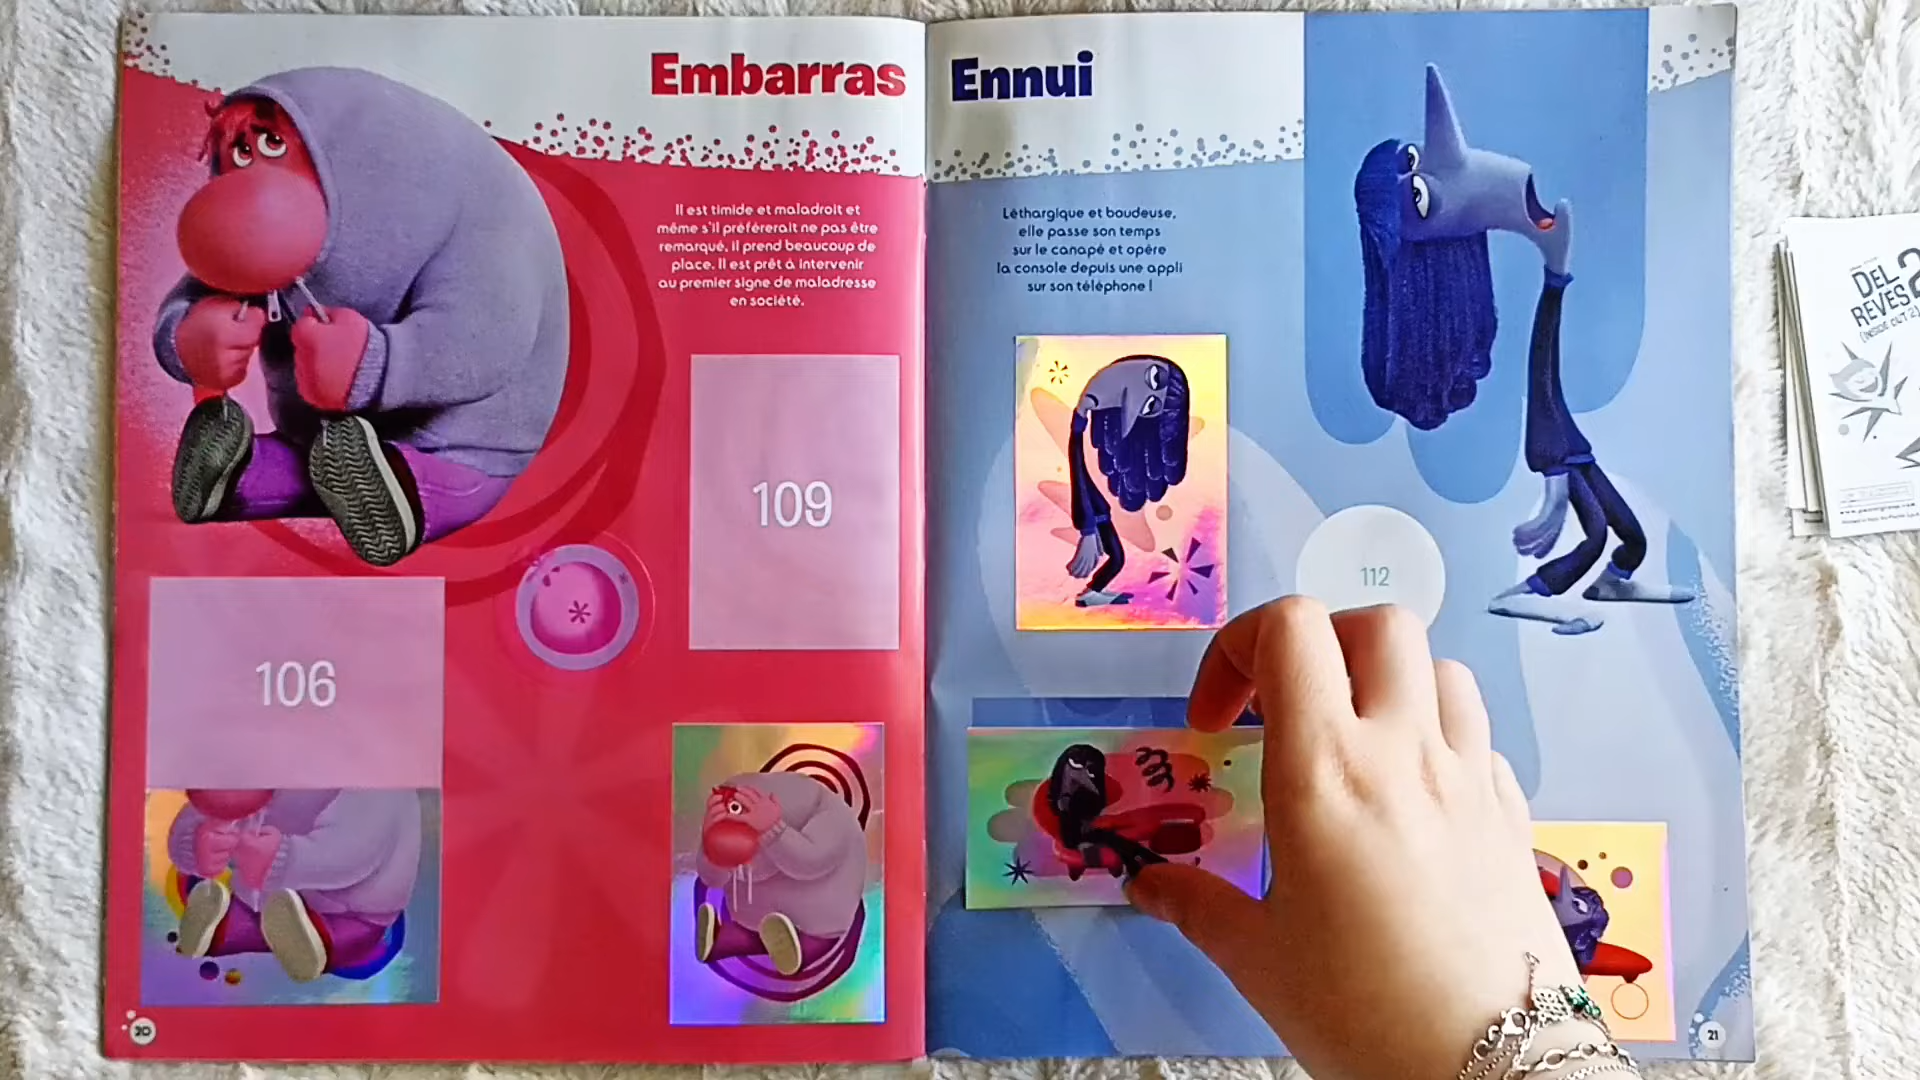 Embarras
Il est timide et maladroit et
même s'il préférerait ne pas être
remarqué, il prend beaucoup de
place. Il est prêt à intervenir
au premier signe de maladresse
en société.
109
106
20
Ennui
Léthargique et boudeuse,
elle passe son temps
sur le canapé et opère
la console depuis une appli
sur son téléphone !
112
21
DEL
REVES 2
(INSIDE OUT 2)